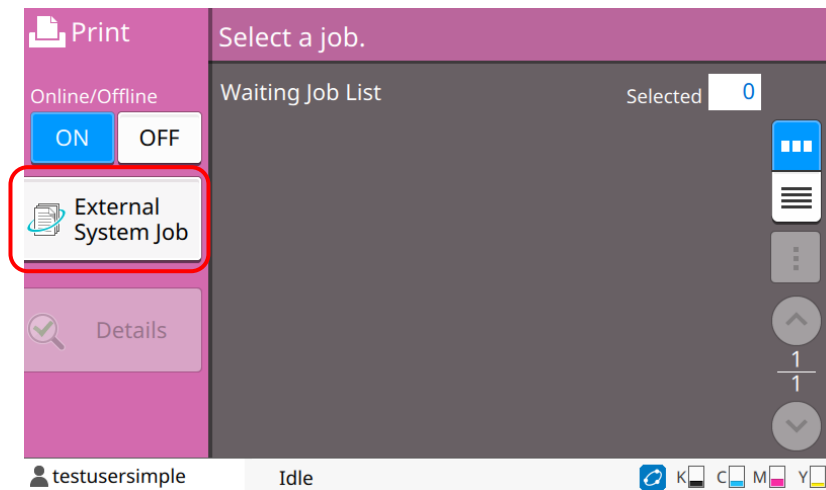 Print
Select a job.
Online/Offline
Waiting Job List
Selected 0
ON OFF
External
System Job
Details
1
1
testusersimple
Idle
K C M Y